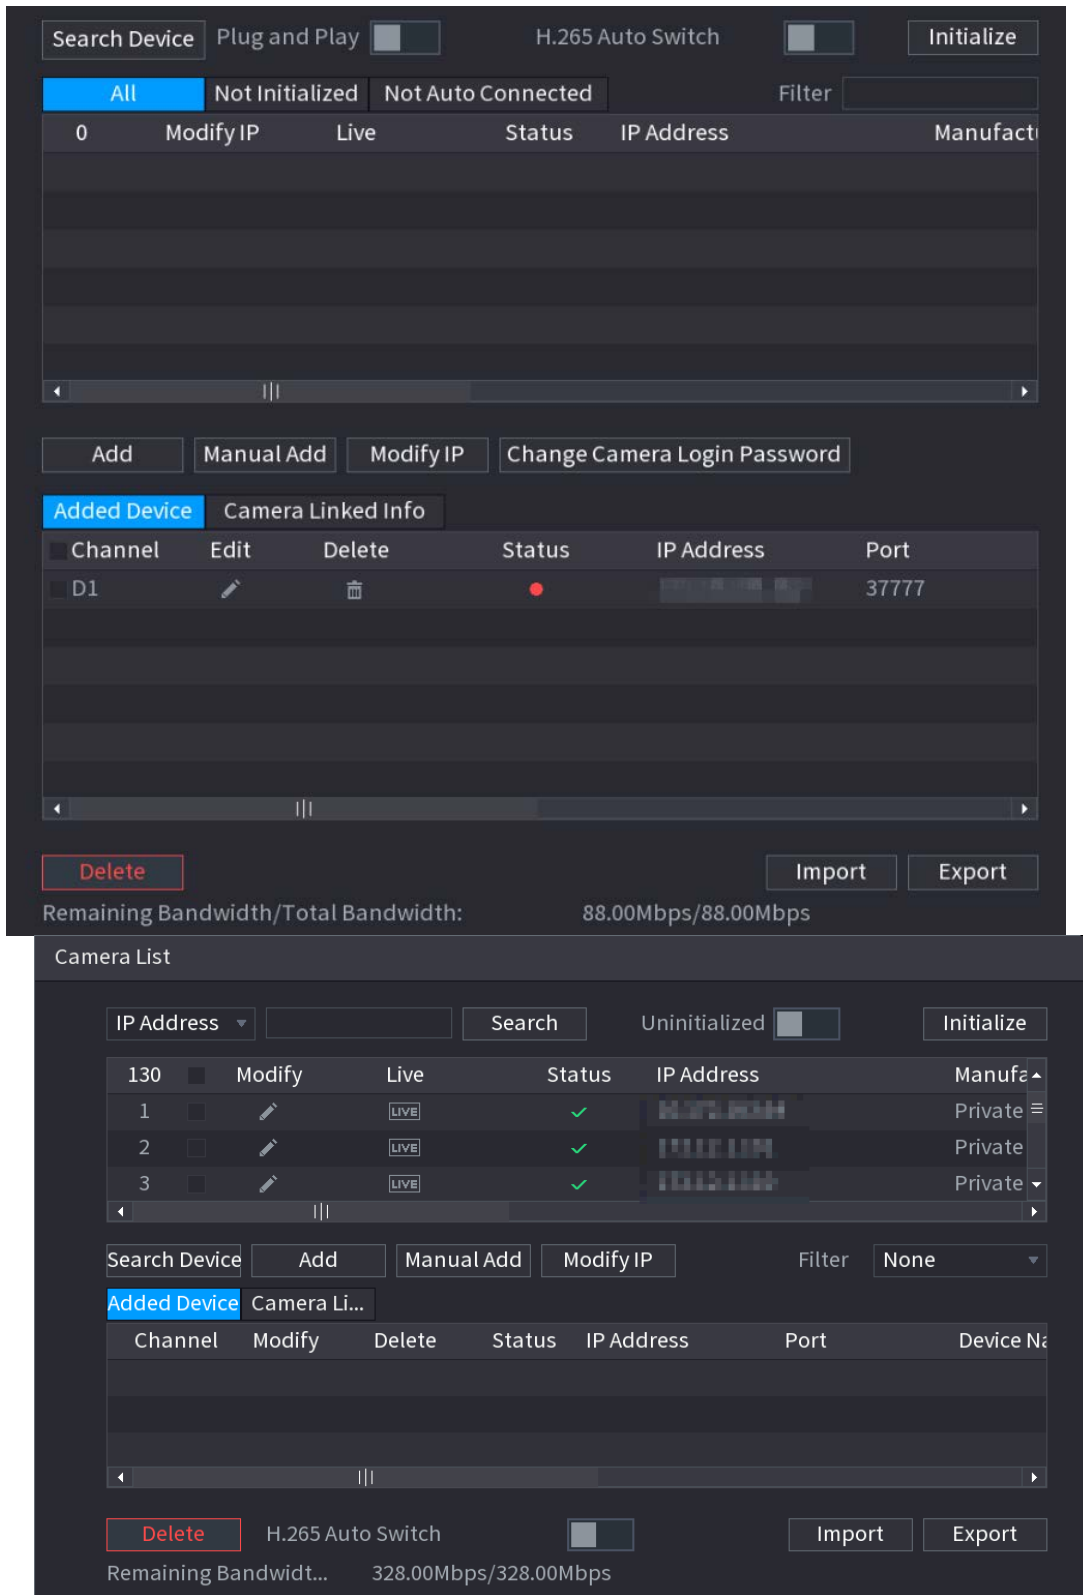 Search Device Plug and Play H.265 Auto Switch Initialize
All Not Initialized Not Auto Connected Filter
0 Modify IP Live Status IP Address Manufactu
Add Manual Add Modify IP Change Camera Login Password
Added Device Camera Linked Info
Channel Edit Delete Status IP Address Port
D1 37777
Delete Import Export
Remaining Bandwidth/Total Bandwidth: 88.00Mbps/88.00Mbps
Camera List
IP Address Search Uninitialized Initialize
130 Modify Live Status IP Address Manufa
1 LIVE Private
2 LIVE Private
3 LIVE Private
Search Device Add Manual Add Modify IP Filter None
Added Device Camera Li...
Channel Modify Delete Status IP Address Port Device Na
Delete H.265 Auto Switch Import Export
Remaining Bandwidt... 328.00Mbps/328.00Mbps